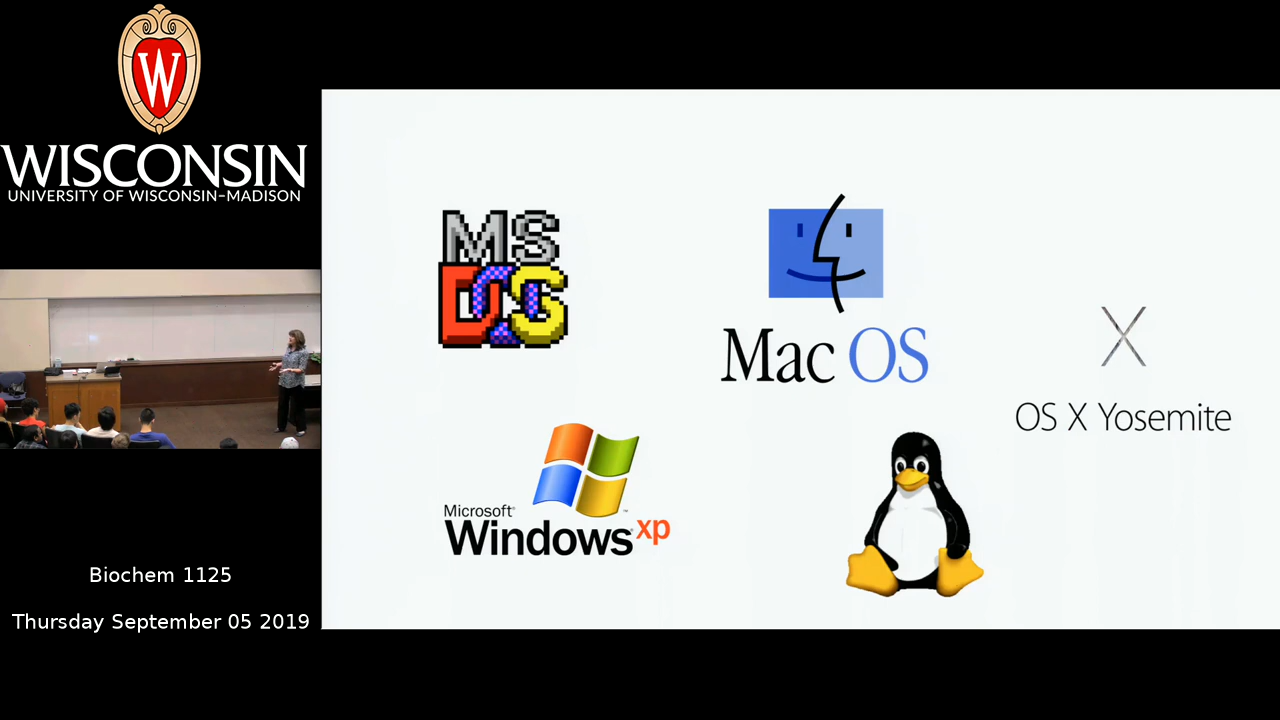 W
WISCONSIN
UNIVERSITY OF WISCONSIN–MADISON
MS
DOS
Mac OS
X
OS X Yosemite
Microsoft®
Windows xp
Biochem 1125
Thursday September 05 2019